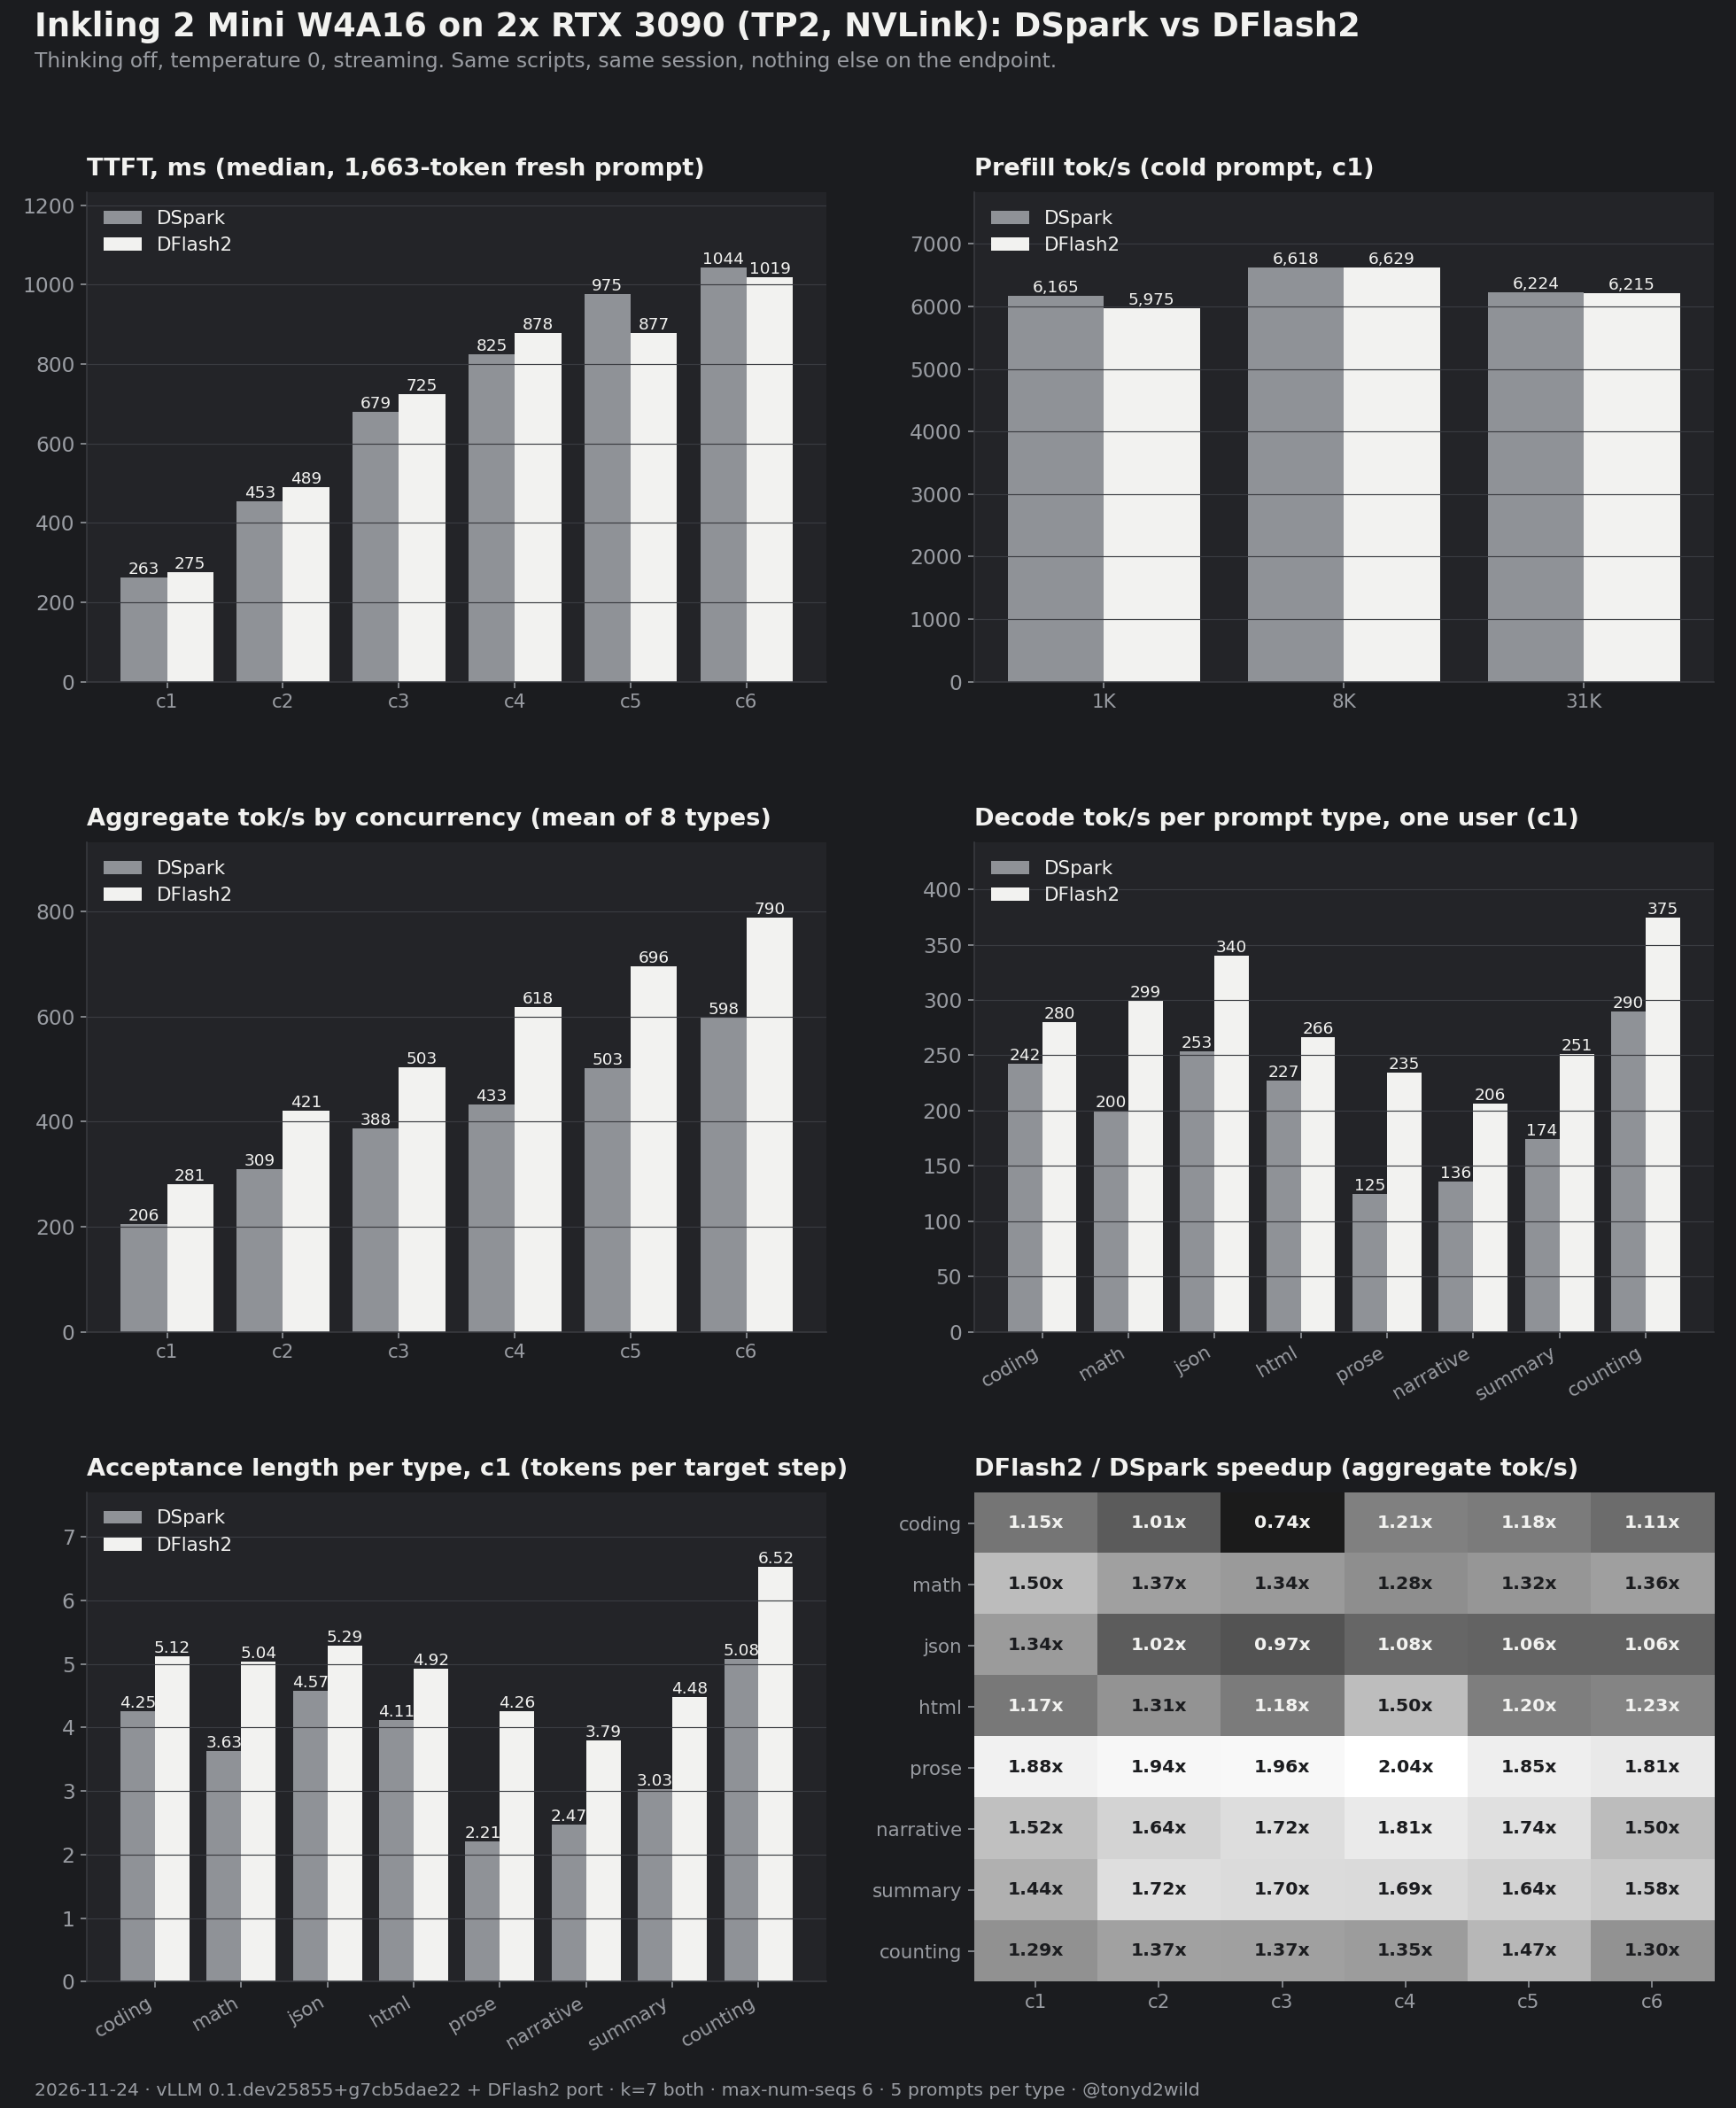 Inkling 2 Mini W4A16 on 2x RTX 3090 (TP2, NVLink): DSpark vs DFlash2
Thinking off, temperature 0, streaming. Same scripts, same session, nothing else on the endpoint.
TTFT, ms (median, 1,663-token fresh prompt)
DSpark
DFlash2
1200
1000
800
600
400
200
0
263 275 453 489 679 725 825 878 975 877 1044 1019
c1 c2 c3 c4 c5 c6
Prefill tok/s (cold prompt, c1)
DSpark
DFlash2
7000
6000
5000
4000
3000
2000
1000
0
6,165 5,975 6,618 6,629 6,224 6,215
1K 8K 31K
Aggregate tok/s by concurrency (mean of 8 types)
DSpark
DFlash2
800
600
400
200
0
206 281 309 421 388 503 433 618 503 696 598 790
c1 c2 c3 c4 c5 c6
Decode tok/s per prompt type, one user (c1)
DSpark
DFlash2
400
350
300
250
200
150
100
50
0
242 280 200 299 253 340 227 266 125 235 136 206 174 251 290 375
coding math json html prose narrative summary counting
Acceptance length per type, c1 (tokens per target step)
DSpark
DFlash2
7
6
5
4
3
2
1
0
4.25 5.12 3.63 5.04 4.57 5.29 4.11 4.92 2.21 4.26 2.47 3.79 3.03 4.48 5.08 6.52
coding math json html prose narrative summary counting
DFlash2 / DSpark speedup (aggregate tok/s)
coding 1.15x 1.01x 0.74x 1.21x 1.18x 1.11x
math 1.50x 1.37x 1.34x 1.28x 1.32x 1.36x
json 1.34x 1.02x 0.97x 1.08x 1.06x 1.06x
html 1.17x 1.31x 1.18x 1.50x 1.20x 1.23x
prose 1.88x 1.94x 1.96x 2.04x 1.85x 1.81x
narrative 1.52x 1.64x 1.72x 1.81x 1.74x 1.50x
summary 1.44x 1.72x 1.70x 1.69x 1.64x 1.58x
counting 1.29x 1.37x 1.37x 1.35x 1.47x 1.30x
c1 c2 c3 c4 c5 c6
2026-11-24 · vLLM 0.1.dev25855+g7cb5dae22 + DFlash2 port · k=7 both · max-num-seqs 6 · 5 prompts per type · @tonyd2wild